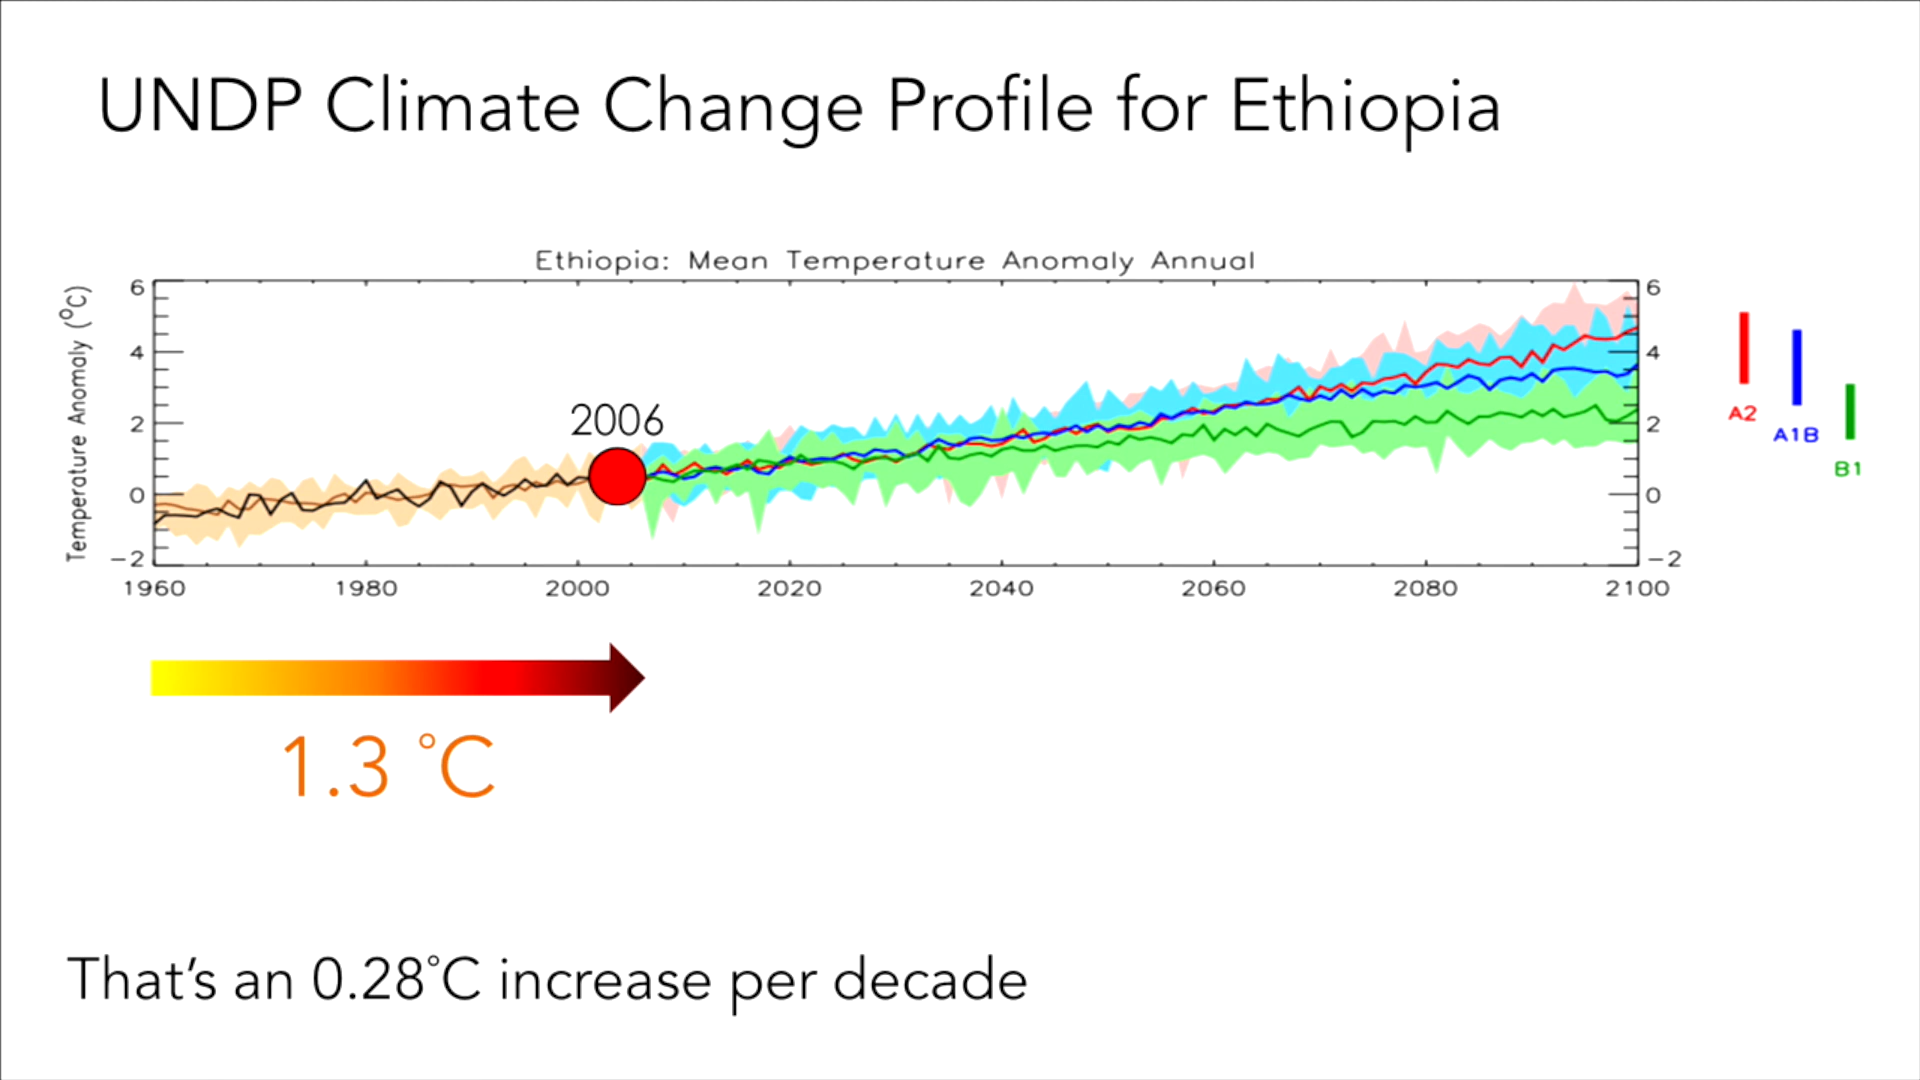 UNDP Climate Change Profile for Ethiopia
Ethiopia: Mean Temperature Anomaly Annual
Temperature Anomaly (°C)
6
4
2
0
−2
6
4
2
0
−2
2006
1960 1980 2000 2020 2040 2060 2080 2100
A2
A1B
B1
1.3 °C
That’s an 0.28°C increase per decade